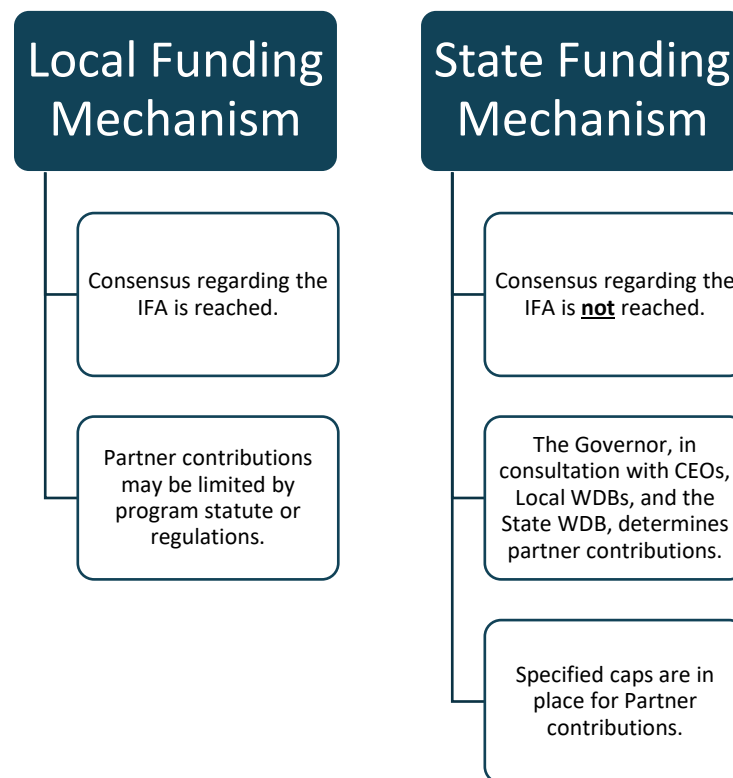 Local Funding
Mechanism
Consensus regarding the
IFA is reached.
Partner contributions
may be limited by
program statute or
regulations.
State Funding
Mechanism
Consensus regarding the
IFA is not reached.
The Governor, in
consultation with CEOs,
Local WDBs, and the
State WDB, determines
partner contributions.
Specified caps are in
place for Partner
contributions.